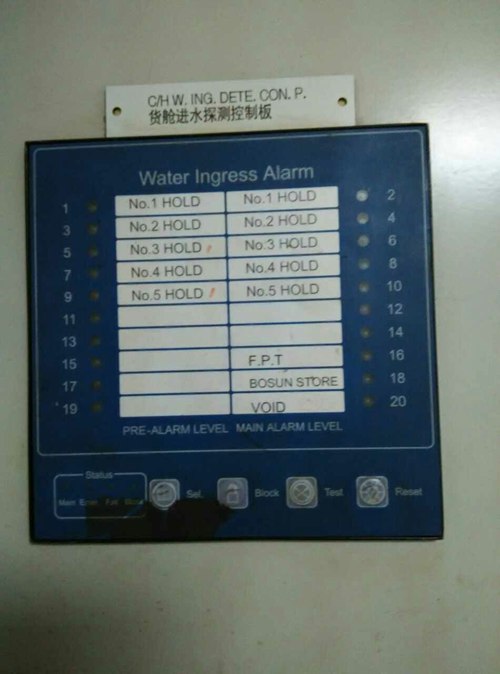 C/H W. ING. DETE. CON. P.
货舱进水探测控制板
Water Ingress Alarm
1 No.1 HOLD No.1 HOLD 2
3 No.2 HOLD No.2 HOLD 4
5 No.3 HOLD No.3 HOLD 6
7 No.4 HOLD No.4 HOLD 8
9 No.5 HOLD No.5 HOLD 10
11 12
13 14
15 F.P.T 16
17 BOSUN STORE 18
19 VOID 20
PRE-ALARM LEVEL MAIN ALARM LEVEL
Status
Main Fail
Sel. Block Test Reset